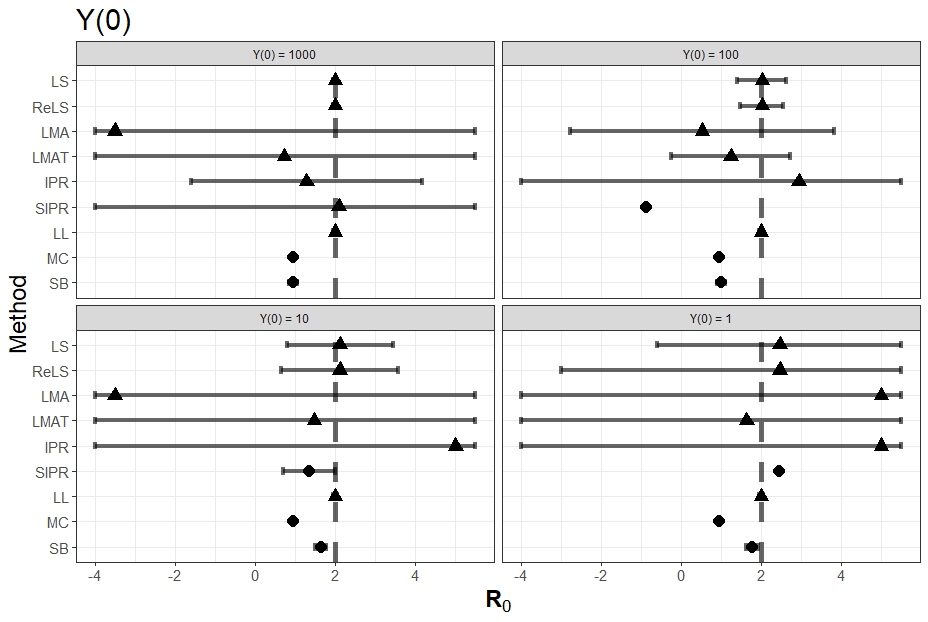 Y(0)
Y(0) = 1000
Y(0) = 100
LS
ReLS
LMA
LMAT
IPR
SIPR
LL
MC
SB
Method
Y(0) = 10
Y(0) = 1
LS
ReLS
LMA
LMAT
IPR
SIPR
LL
MC
SB
-4 -2 0 2 4
-4 -2 0 2 4
R0